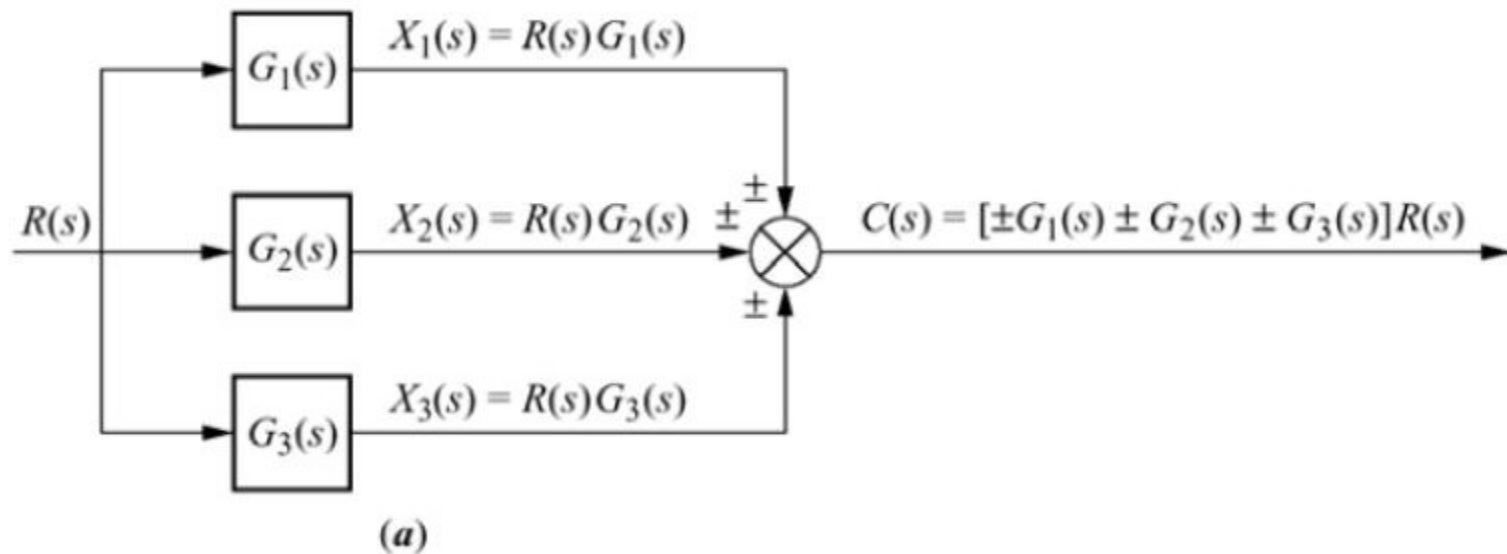 X₁(s) = R(s)G₁(s)
G₁(s)
±
R(s)
X₂(s) = R(s)G₂(s)
±
C(s) = [±G₁(s) ± G₂(s) ± G₃(s)]R(s)
G₂(s)
±
X₃(s) = R(s)G₃(s)
G₃(s)
(a)